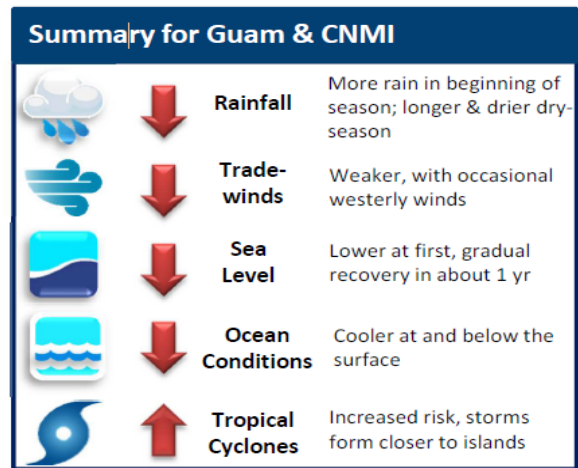 Summary for Guam & CNMI
Rainfall
More rain in beginning of
season; longer & drier dry-
season
Trade-
winds
Weaker, with occasional
westerly winds
Sea
Level
Lower at first, gradual
recovery in about 1 yr
Ocean
Conditions
Cooler at and below the
surface
Tropical
Cyclones
Increased risk, storms
form closer to islands